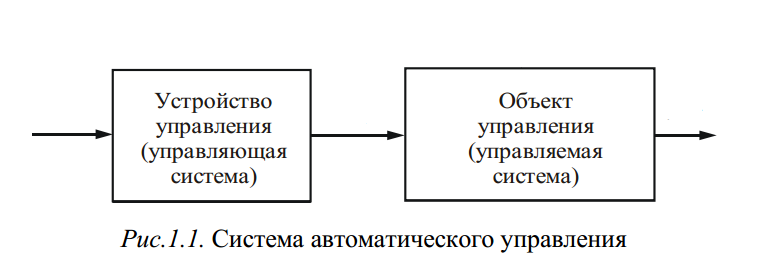 Устройство
управления
(управляющая
система)
Объект
управления
(управляемая
система)
Рис.1.1. Система автоматического управления